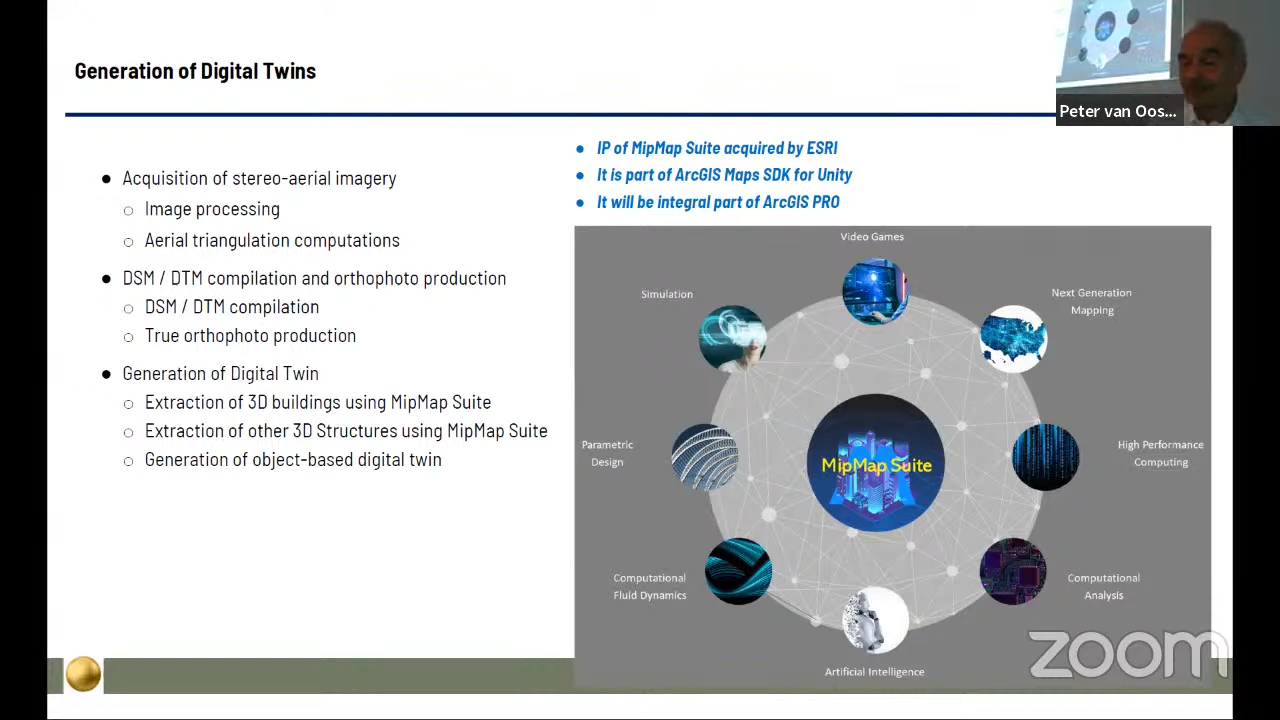 Generation of Digital Twins
Peter van Oos...
● Acquisition of stereo-aerial imagery
○ Image processing
○ Aerial triangulation computations
● DSM / DTM compilation and orthophoto production
○ DSM / DTM compilation
○ True orthophoto production
● Generation of Digital Twin
○ Extraction of 3D buildings using MipMap Suite
○ Extraction of other 3D Structures using MipMap Suite
○ Generation of object-based digital twin
● IP of MipMap Suite acquired by ESRI
● It is part of ArcGIS Maps SDK for Unity
● It will be integral part of ArcGIS PRO
Video Games
Simulation
Next Generation
Mapping
Parametric
Design
MipMap Suite
High Performance
Computing
Computational
Fluid Dynamics
Computational
Analysis
Artificial Intelligence
zoom